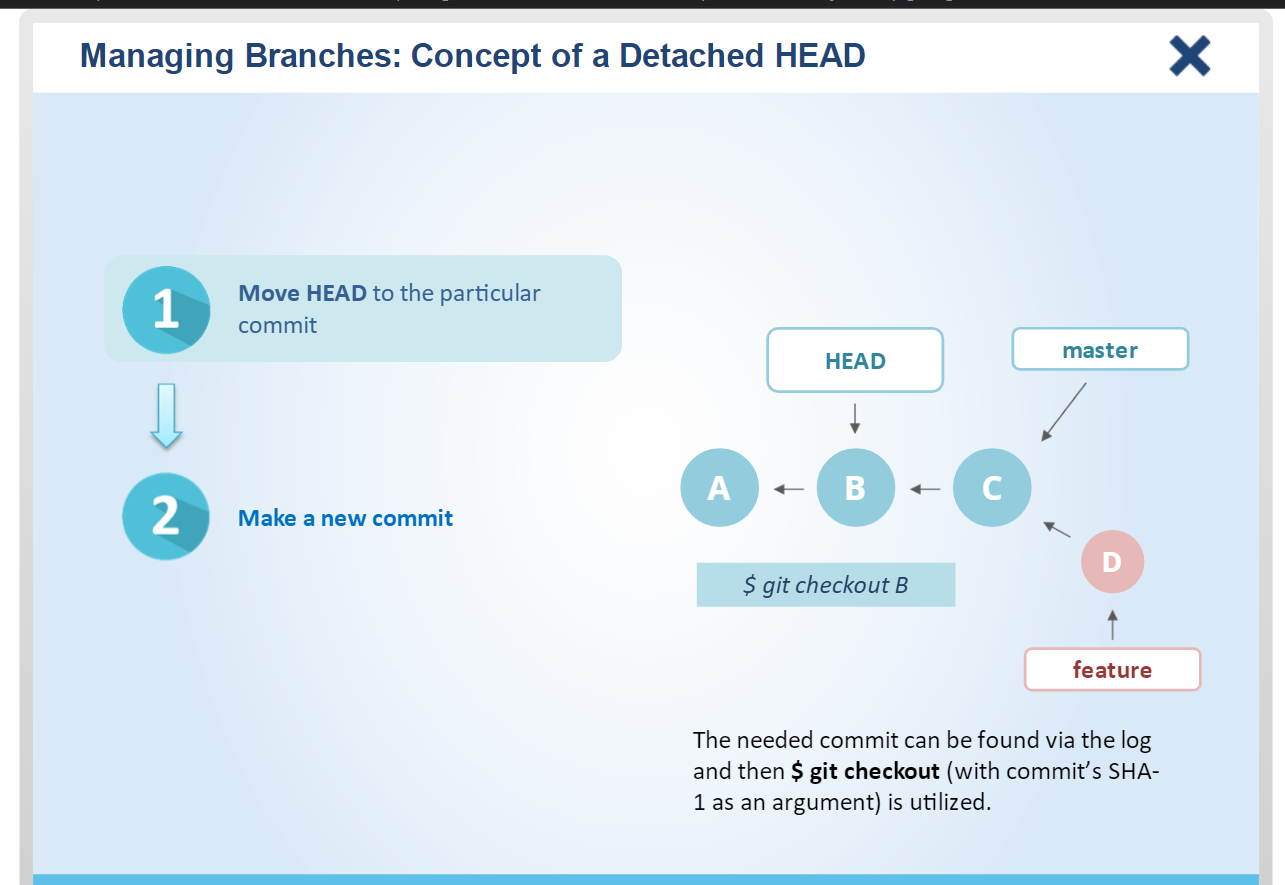 Managing Branches: Concept of a Detached HEAD
1
Move HEAD to the particular
commit
2
Make a new commit
HEAD
master
A
B
C
D
$ git checkout B
feature
The needed commit can be found via the log
and then $ git checkout (with commit’s SHA-
1 as an argument) is utilized.